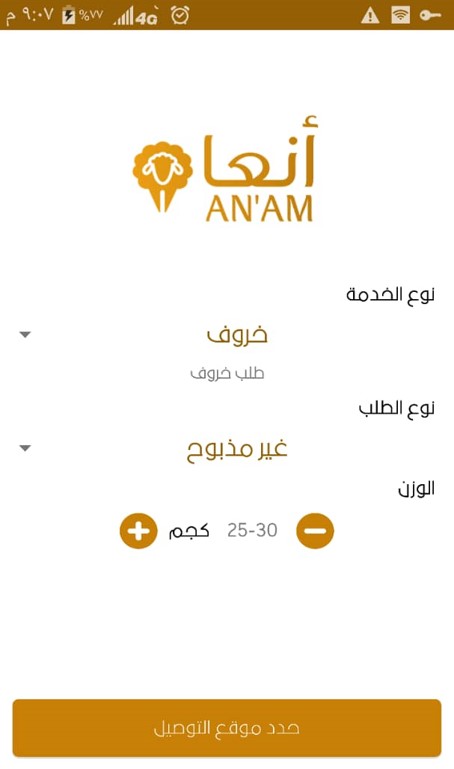 ٩:٠٧ م %٧٧ 4G
أنعا
AN'AM
نوع الخدمة
خروف
طلب خروف
نوع الطلب
غير مذبوح
الوزن
25-30 كجم
حدد موقع التوصيل